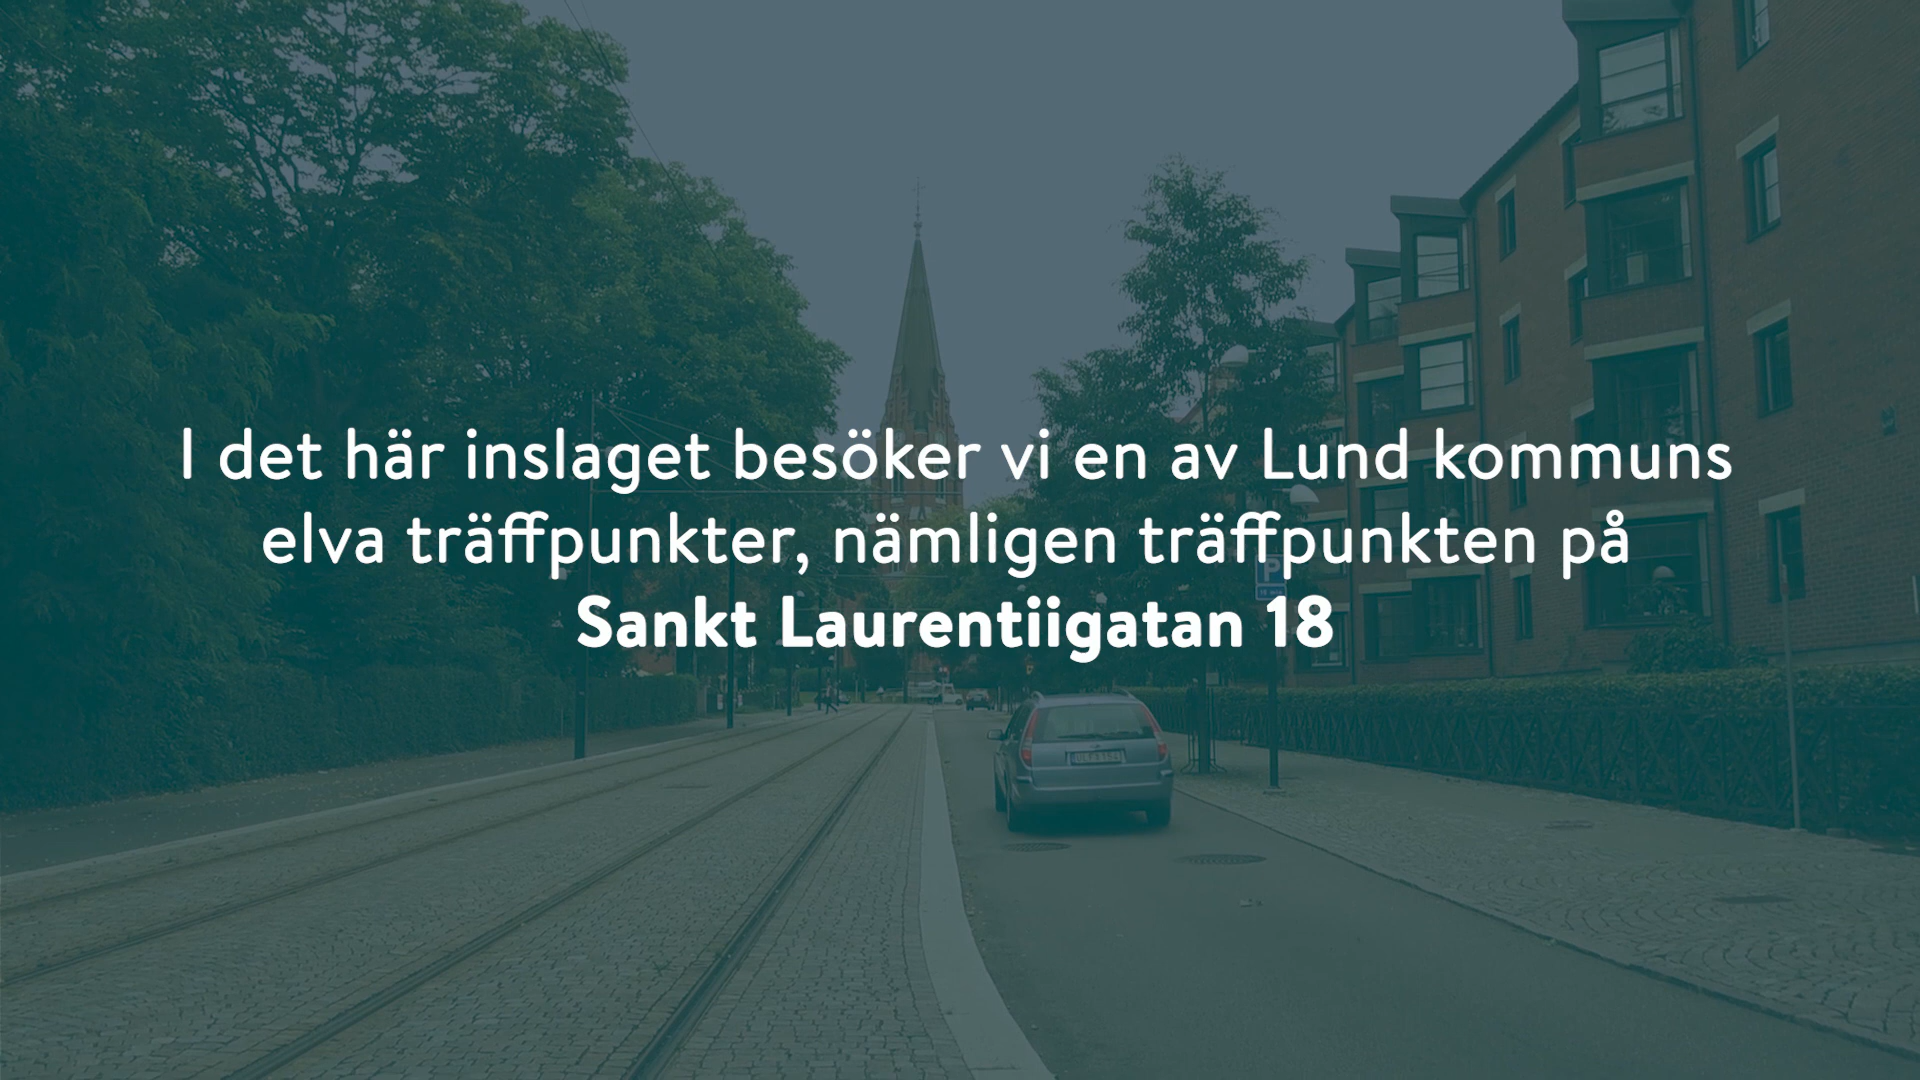 I det här inslaget besöker vi en av Lund kommuns
elva träffpunkter, nämligen träffpunkten på
Sankt Laurentiigatan 18
P